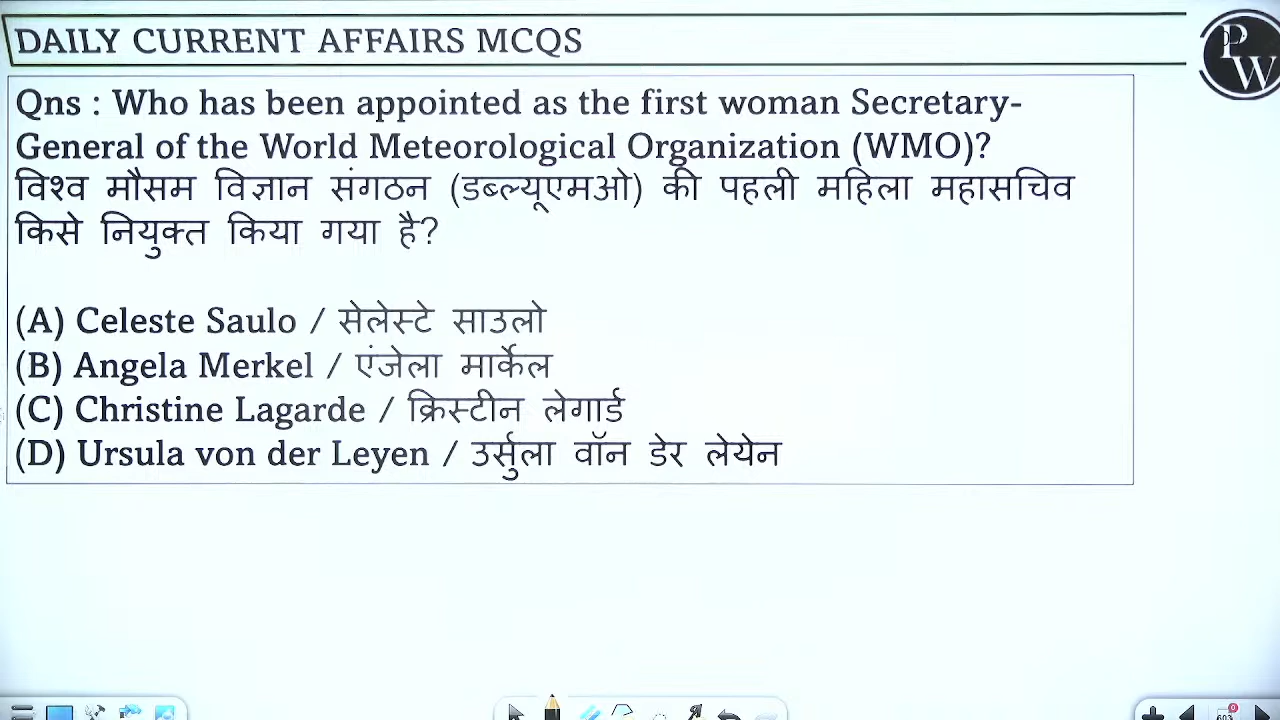 DAILY CURRENT AFFAIRS MCQS
PW
Qns : Who has been appointed as the first woman Secretary-
General of the World Meteorological Organization (WMO)?
विश्व मौसम विज्ञान संगठन (डब्ल्यूएमओ) की पहली महिला महासचिव
किसे नियुक्त किया गया है?
(A) Celeste Saulo / सेलेस्टे साउलो
(B) Angela Merkel / एंजेला मार्केल
(C) Christine Lagarde / क्रिस्टीन लेगार्ड
(D) Ursula von der Leyen / उर्सुला वॉन डेर लेयेन